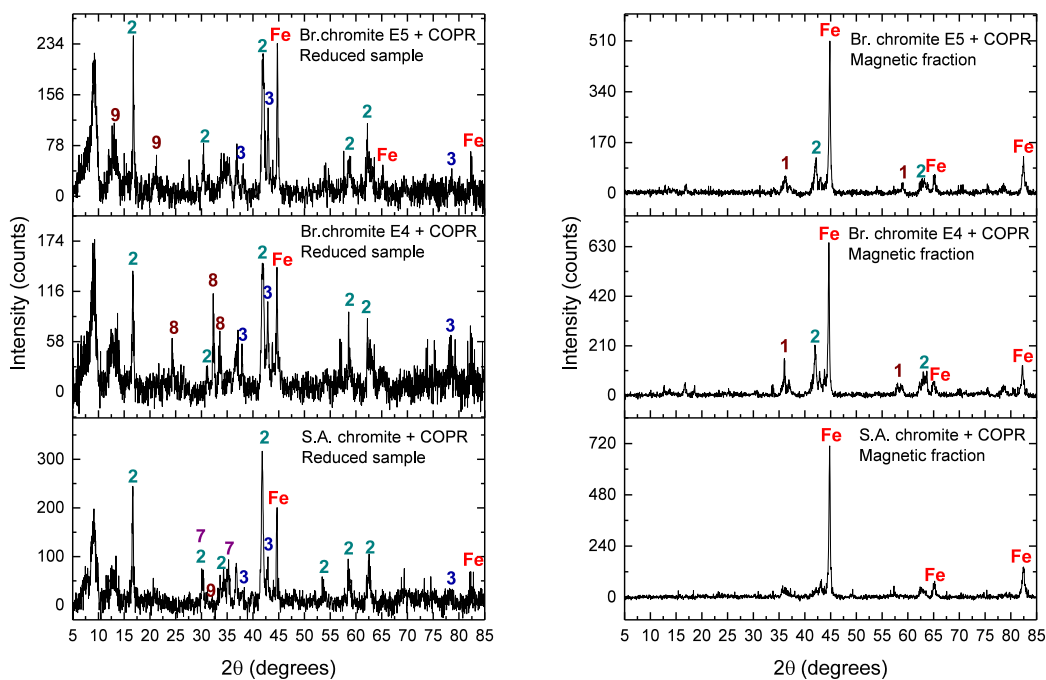 Br.chromite E5 + COPR
Reduced sample
234
156
78
0
2
9
9
2
2
3
Fe
3
2
2
Fe
3
Fe
Br.chromite E4 + COPR
Reduced sample
174
116
58
0
2
8
8
8
2
3
2
3
Fe
2
2
3
S.A. chromite + COPR
Reduced sample
300
200
100
0
2
7
2
9
2
7
3
2
3
Fe
2
2
2
3
Fe
5 10 15 20 25 30 35 40 45 50 55 60 65 70 75 80 85
2θ (degrees)
Intensity (counts)
Br. chromite E5 + COPR
Magnetic fraction
510
340
170
0
Fe
1
2
1
2
Fe
Fe
Br. chromite E4 + COPR
Magnetic fraction
630
420
210
0
Fe
1
2
1
2
Fe
Fe
S.A. chromite + COPR
Magnetic fraction
720
480
240
0
Fe
Fe
Fe
5 10 15 20 25 30 35 40 45 50 55 60 65 70 75 80 85
2θ (degrees)
Intensity (counts)